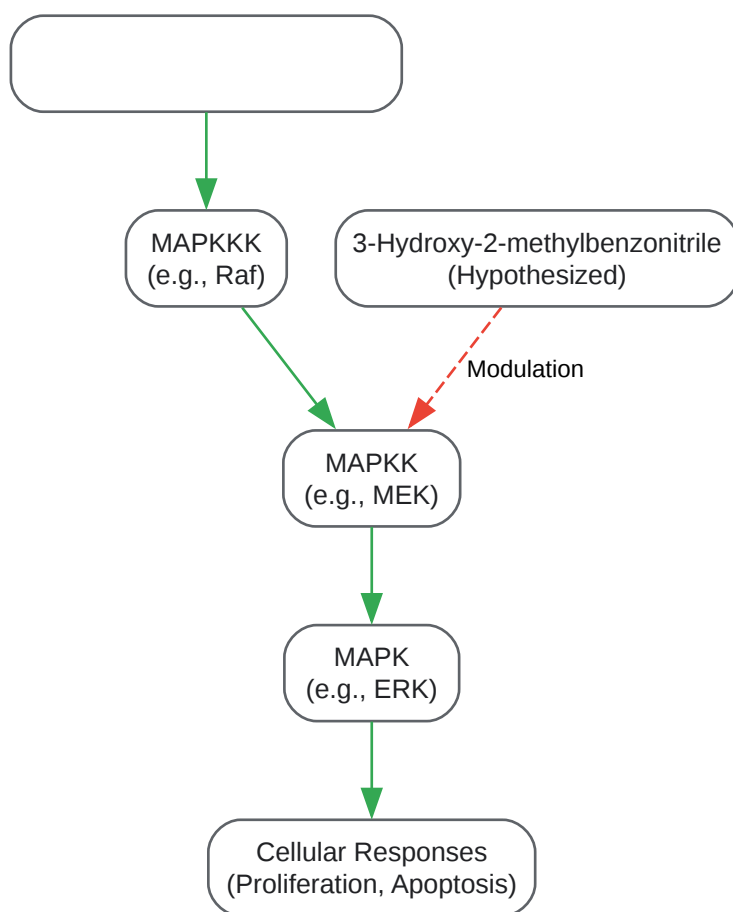 MAPKKK
(e.g., Raf)
3-Hydroxy-2-methylbenzonitrile
(Hypothesized)
Modulation
MAPKK
(e.g., MEK)
MAPK
(e.g., ERK)
Cellular Responses
(Proliferation, Apoptosis)